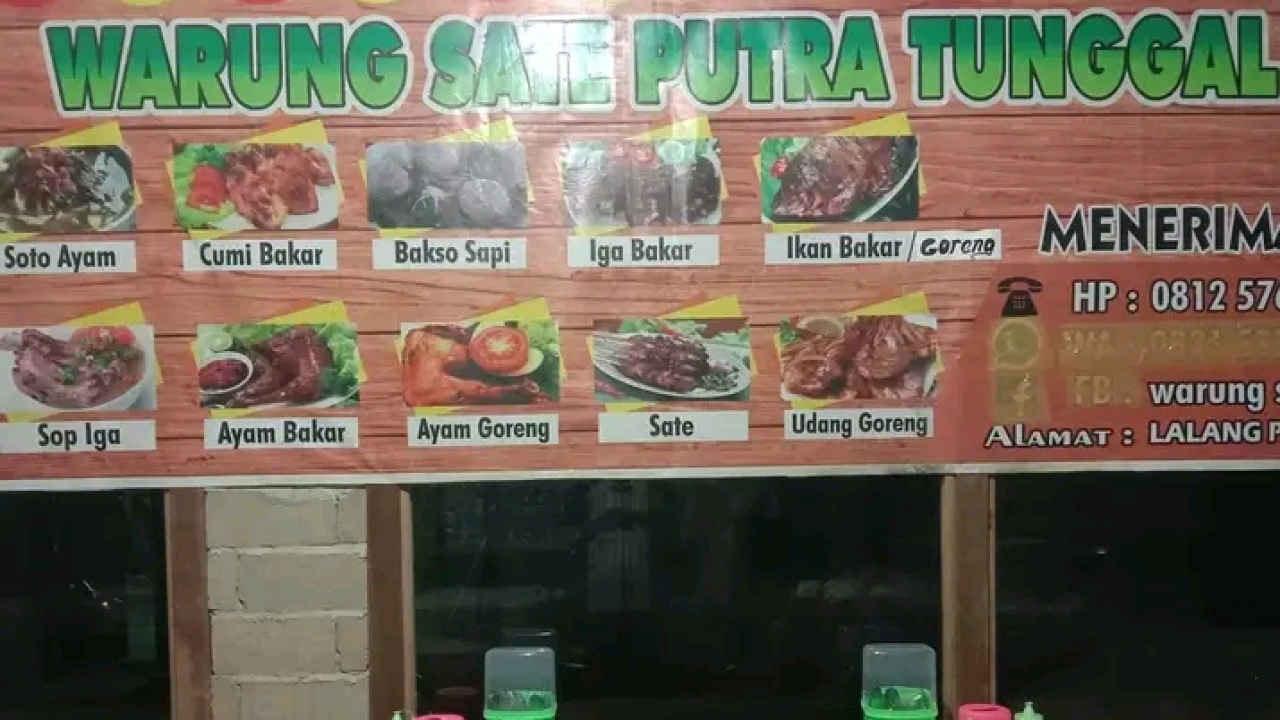 WARUNG SATE PUTRA TUNGGAL
Soto Ayam
Cumi Bakar
Bakso Sapi
Iga Bakar
Ikan Bakar / Goreng
Sop Iga
Ayam Bakar
Ayam Goreng
Sate
Udang Goreng
MENERIMA
HP : 0812 576
FB : warung s
ALAMAT : LALANG P